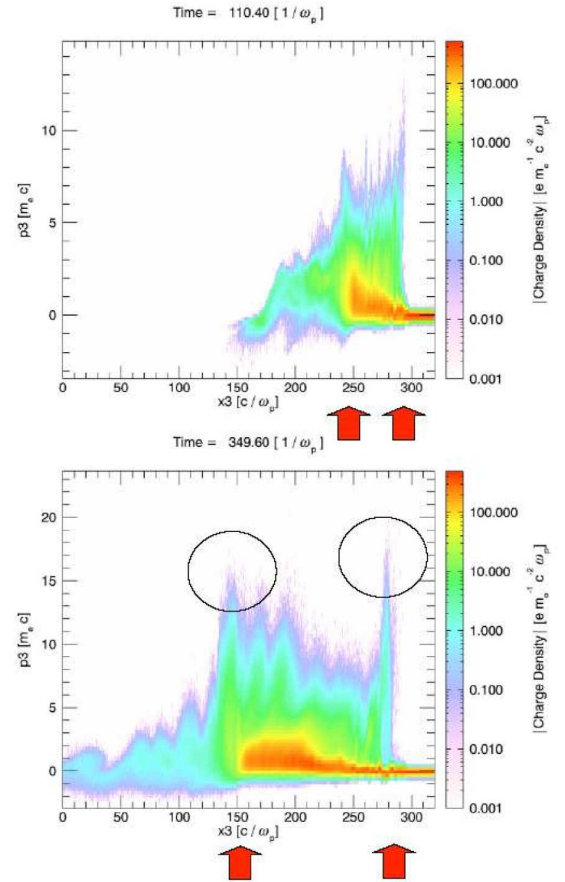 Time = 110.40 [ 1 / ω_p ]
p3 [m_e c]
10
5
0
0 50 100 150 200 250 300
x3 [c / ω_p]
100.000
10.000
1.000
0.100
0.010
0.001
|Charge Density| [e m_e^-1 c^-2 ω_p]
Time = 349.60 [ 1 / ω_p ]
p3 [m_e c]
20
15
10
5
0
0 50 100 150 200 250 300
x3 [c / ω_p]
100.000
10.000
1.000
0.100
0.010
0.001
|Charge Density| [e m_e^-1 c^-2 ω_p]